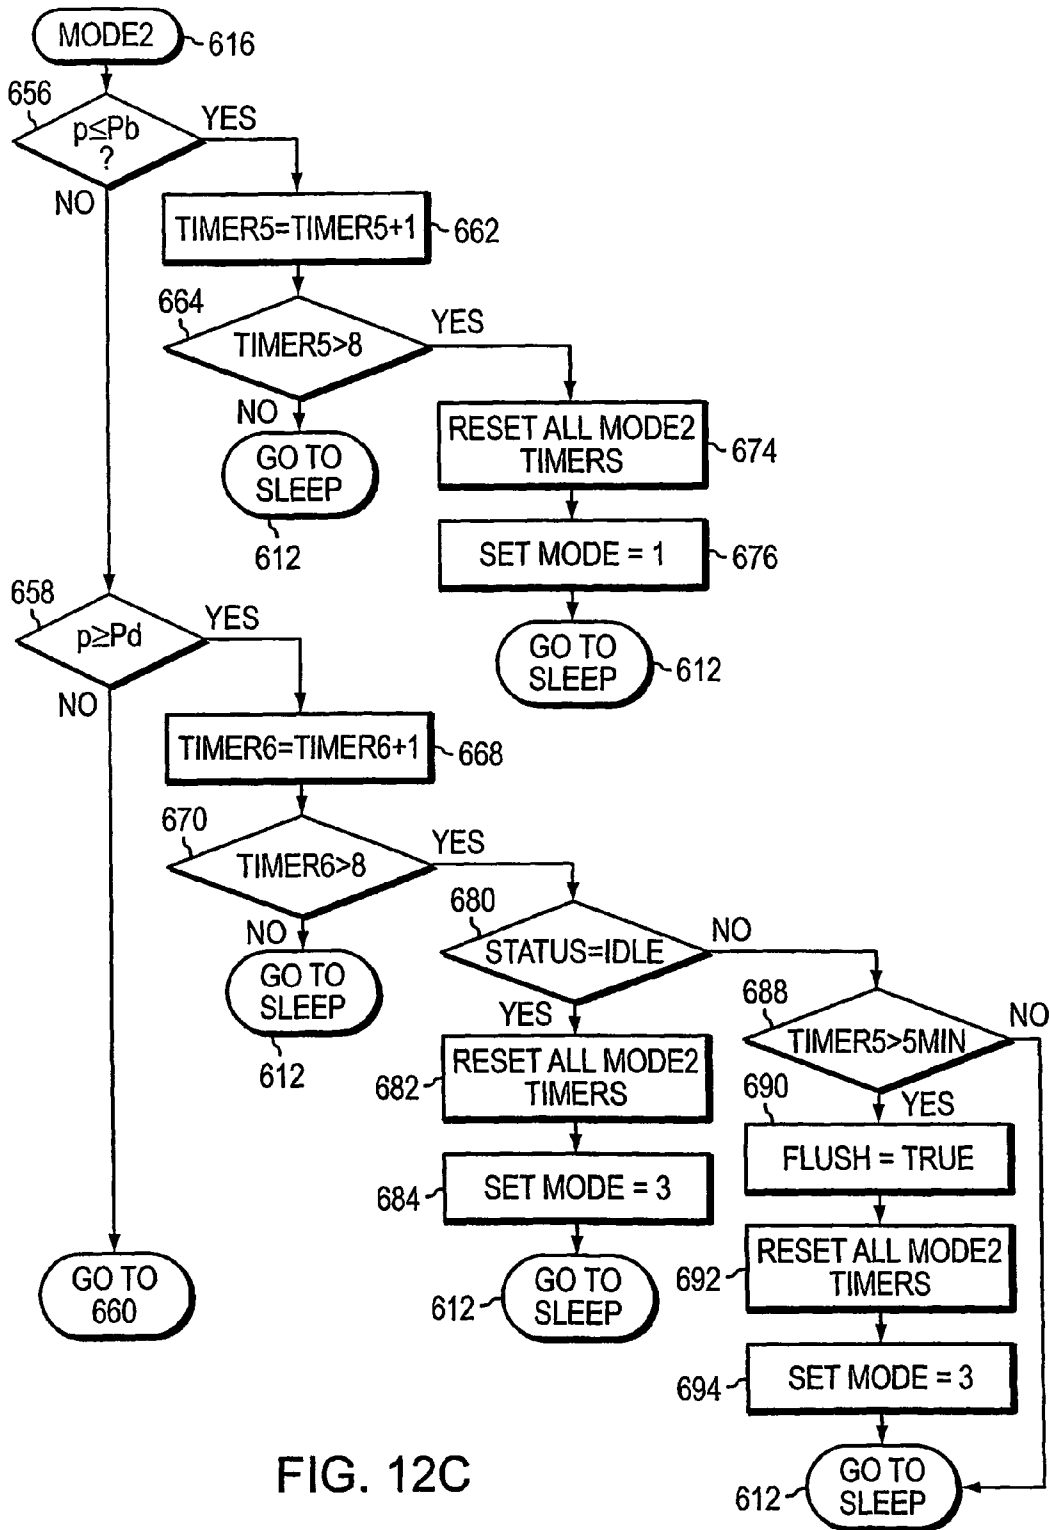 MODE2
616
656
p≤Pb
?
YES
NO
TIMER5=TIMER5+1
662
664
TIMER5>8
YES
NO
GO TO
SLEEP
612
RESET ALL MODE2
TIMERS
674
SET MODE = 1
676
GO TO
SLEEP
612
658
p≥Pd
YES
NO
TIMER6=TIMER6+1
668
670
TIMER6>8
YES
NO
GO TO
SLEEP
612
680
STATUS=IDLE
NO
YES
RESET ALL MODE2
TIMERS
682
SET MODE = 3
684
GO TO
SLEEP
612
688
TIMER5>5MIN
NO
YES
690
FLUSH = TRUE
RESET ALL MODE2
TIMERS
692
SET MODE = 3
694
GO TO
SLEEP
612
GO TO
660
FIG. 12C